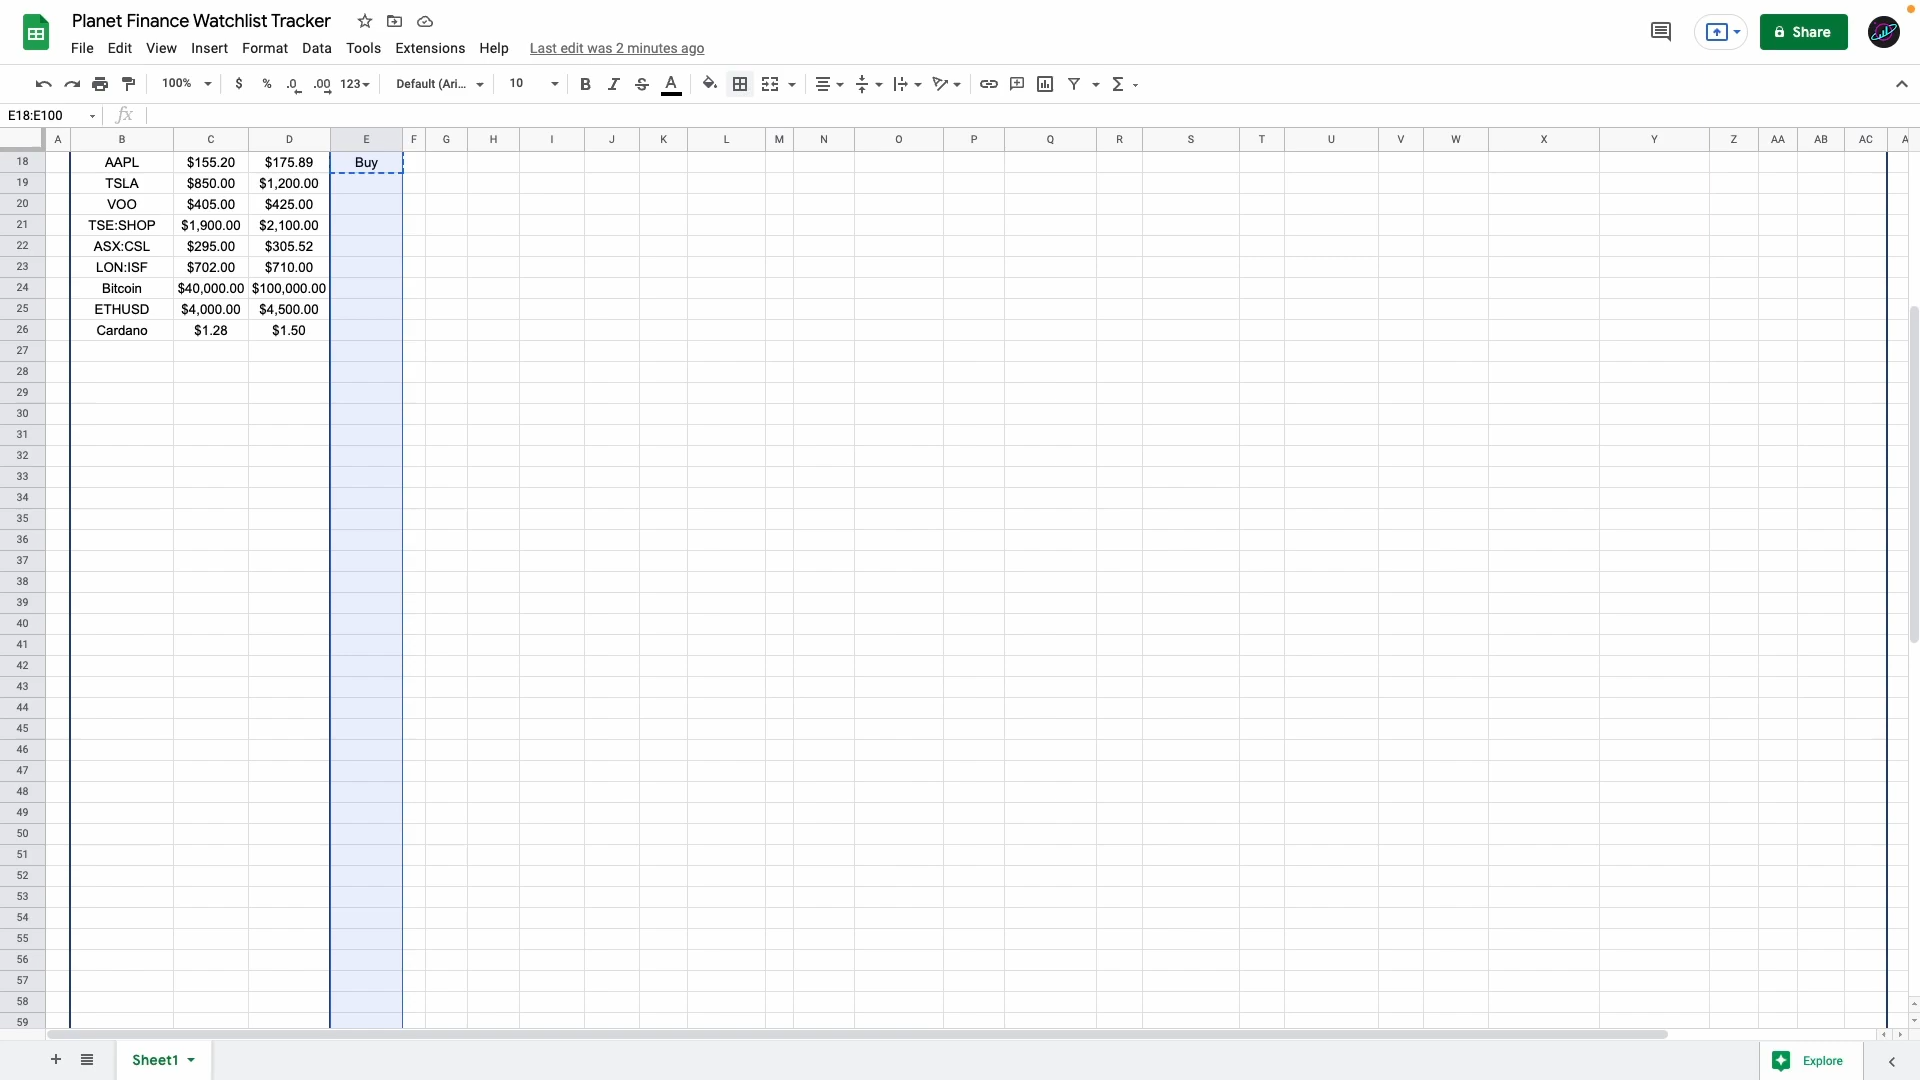 Planet Finance Watchlist Tracker
File Edit View Insert Format Data Tools Extensions Help Last edit was 2 minutes ago
Share
100% $ % .0 .00 123 Default (Ari... 10 B I S A Σ
E18:E100 fx
A B C D E F G H I J K L M N O P Q R S T U V W X Y Z AA AB AC A
18 AAPL $155.20 $175.89 Buy
19 TSLA $850.00 $1,200.00
20 VOO $405.00 $425.00
21 TSE:SHOP $1,900.00 $2,100.00
22 ASX:CSL $295.00 $305.52
23 LON:ISF $702.00 $710.00
24 Bitcoin $40,000.00 $100,000.00
25 ETHUSD $4,000.00 $4,500.00
26 Cardano $1.28 $1.50
27
28
29
30
31
32
33
34
35
36
37
38
39
40
41
42
43
44
45
46
47
48
49
50
51
52
53
54
55
56
57
58
59
+ Sheet1 Explore